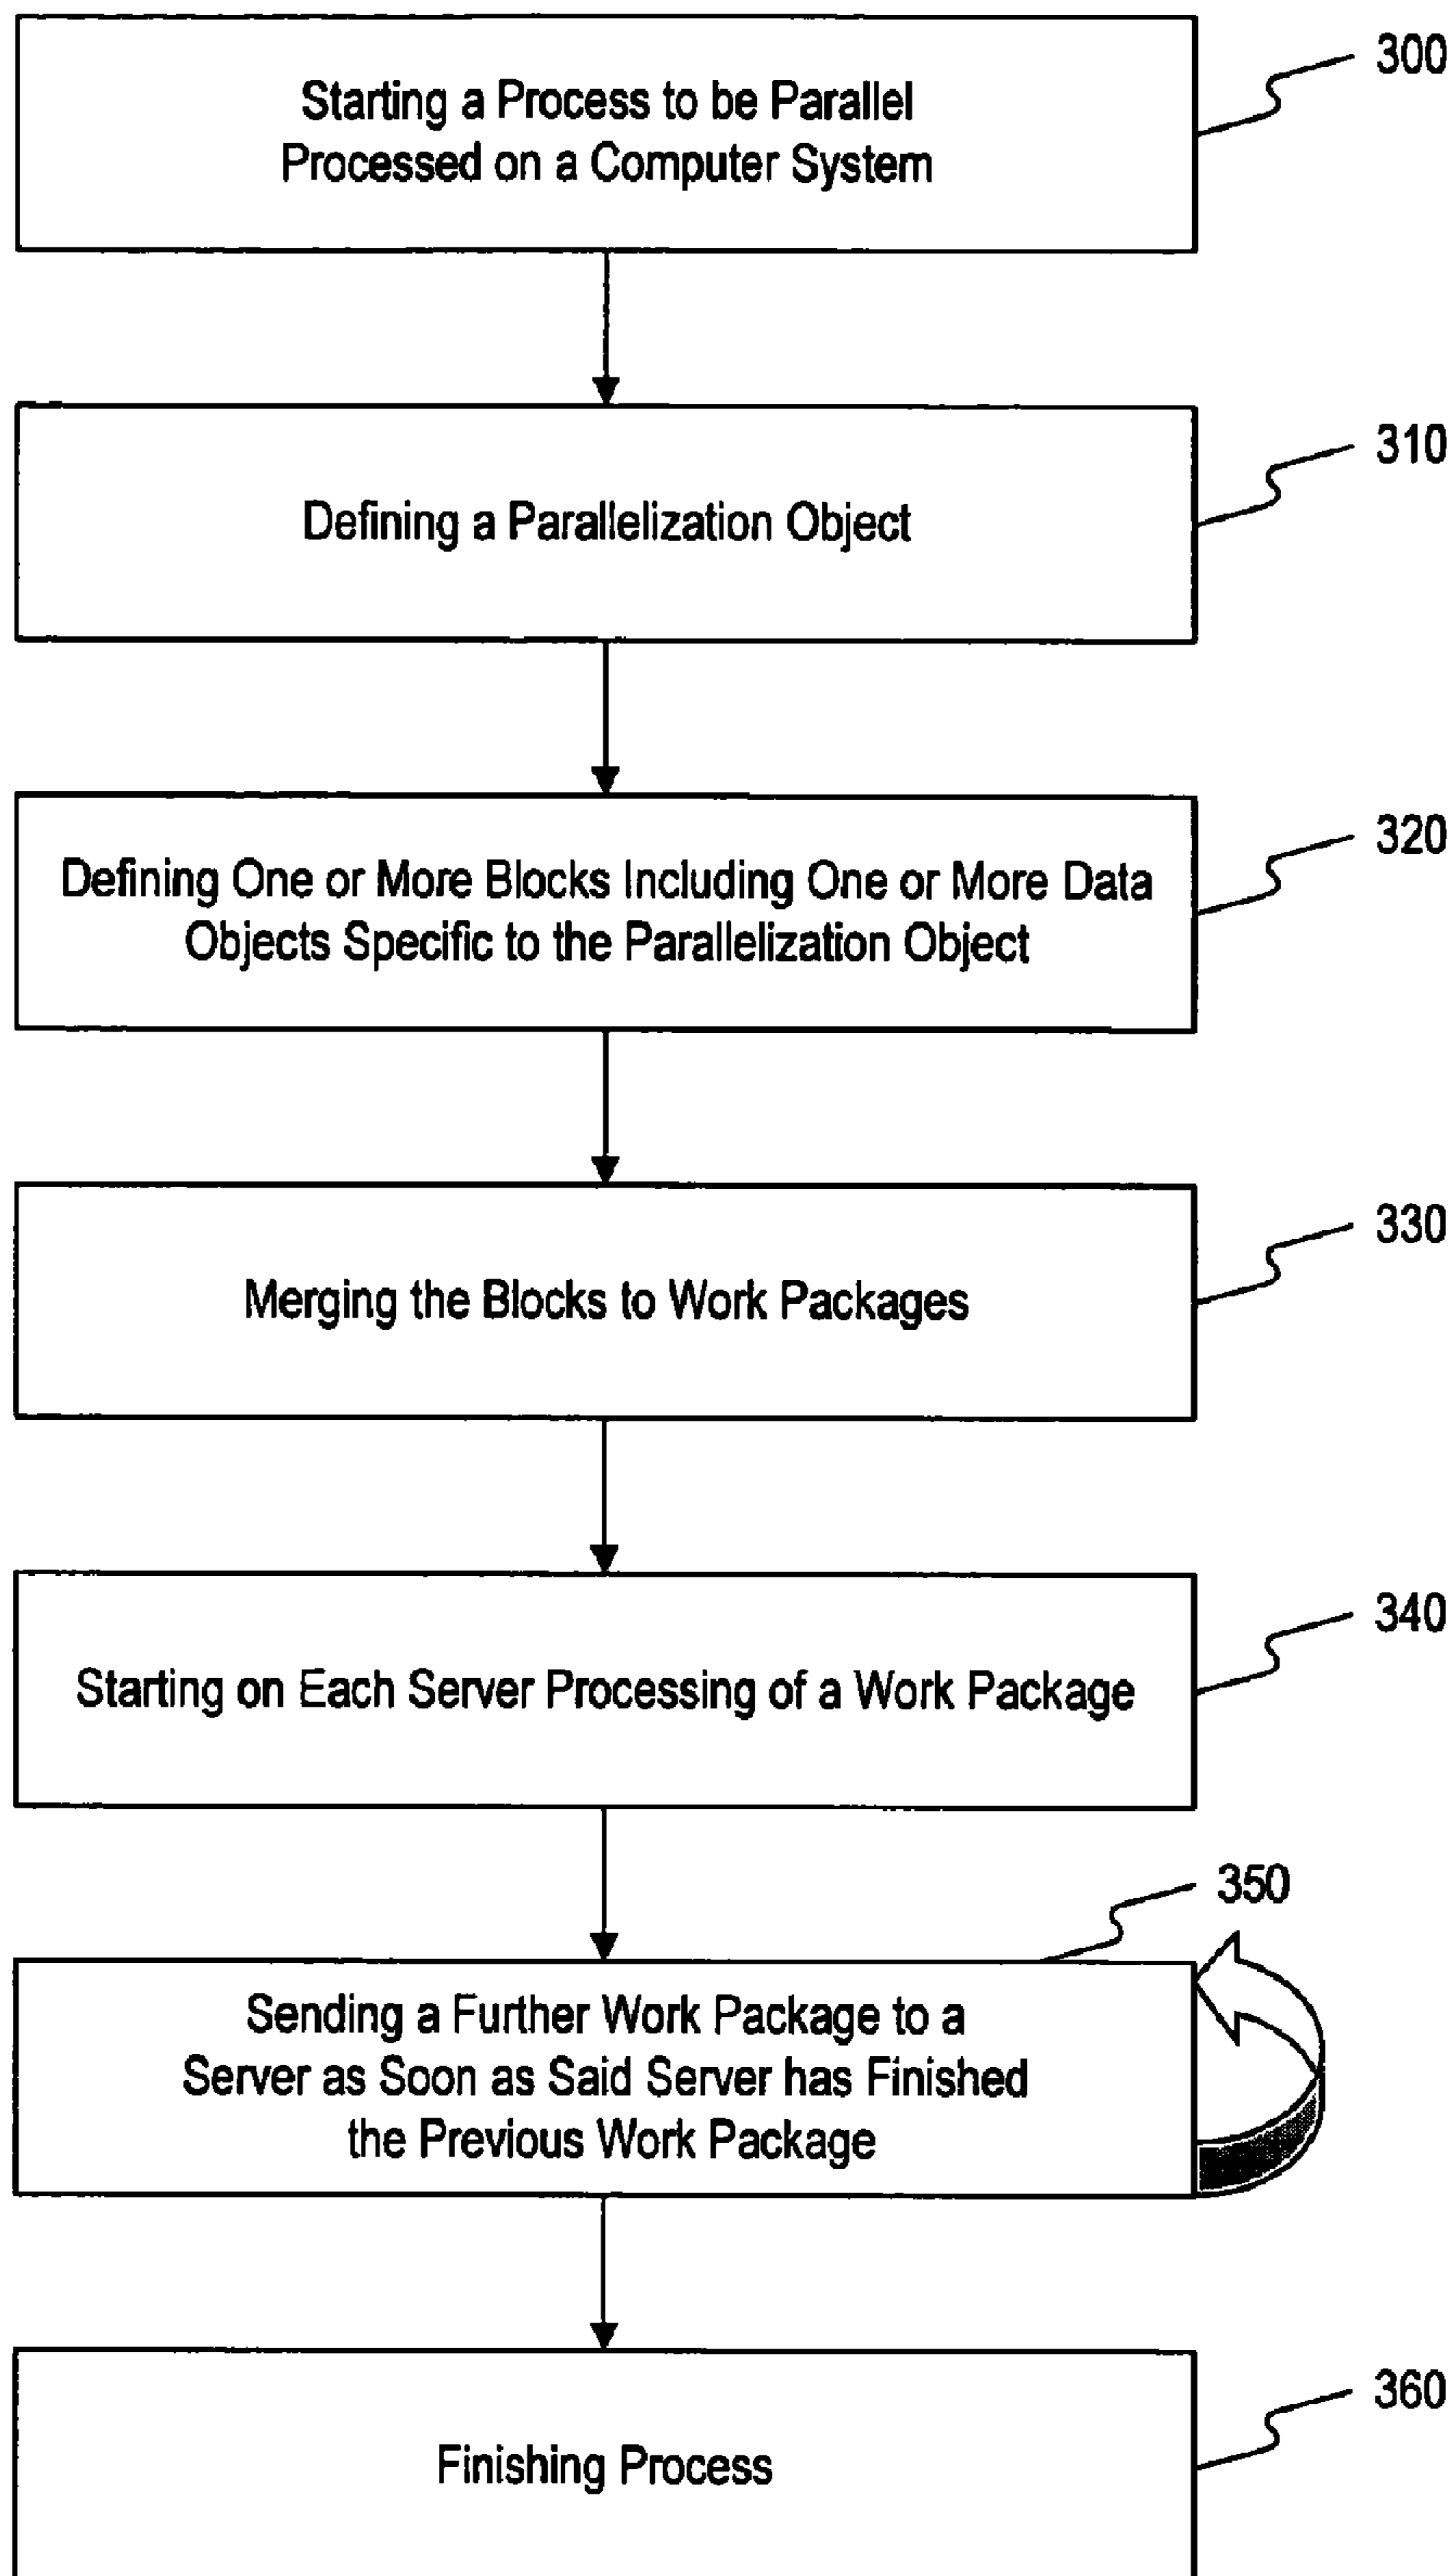 300
Starting a Process to be Parallel
Processed on a Computer System
310
Defining a Parallelization Object
320
Defining One or More Blocks Including One or More Data
Objects Specific to the Parallelization Object
330
Merging the Blocks to Work Packages
340
Starting on Each Server Processing of a Work Package
350
Sending a Further Work Package to a
Server as Soon as Said Server has Finished
the Previous Work Package
360
Finishing Process